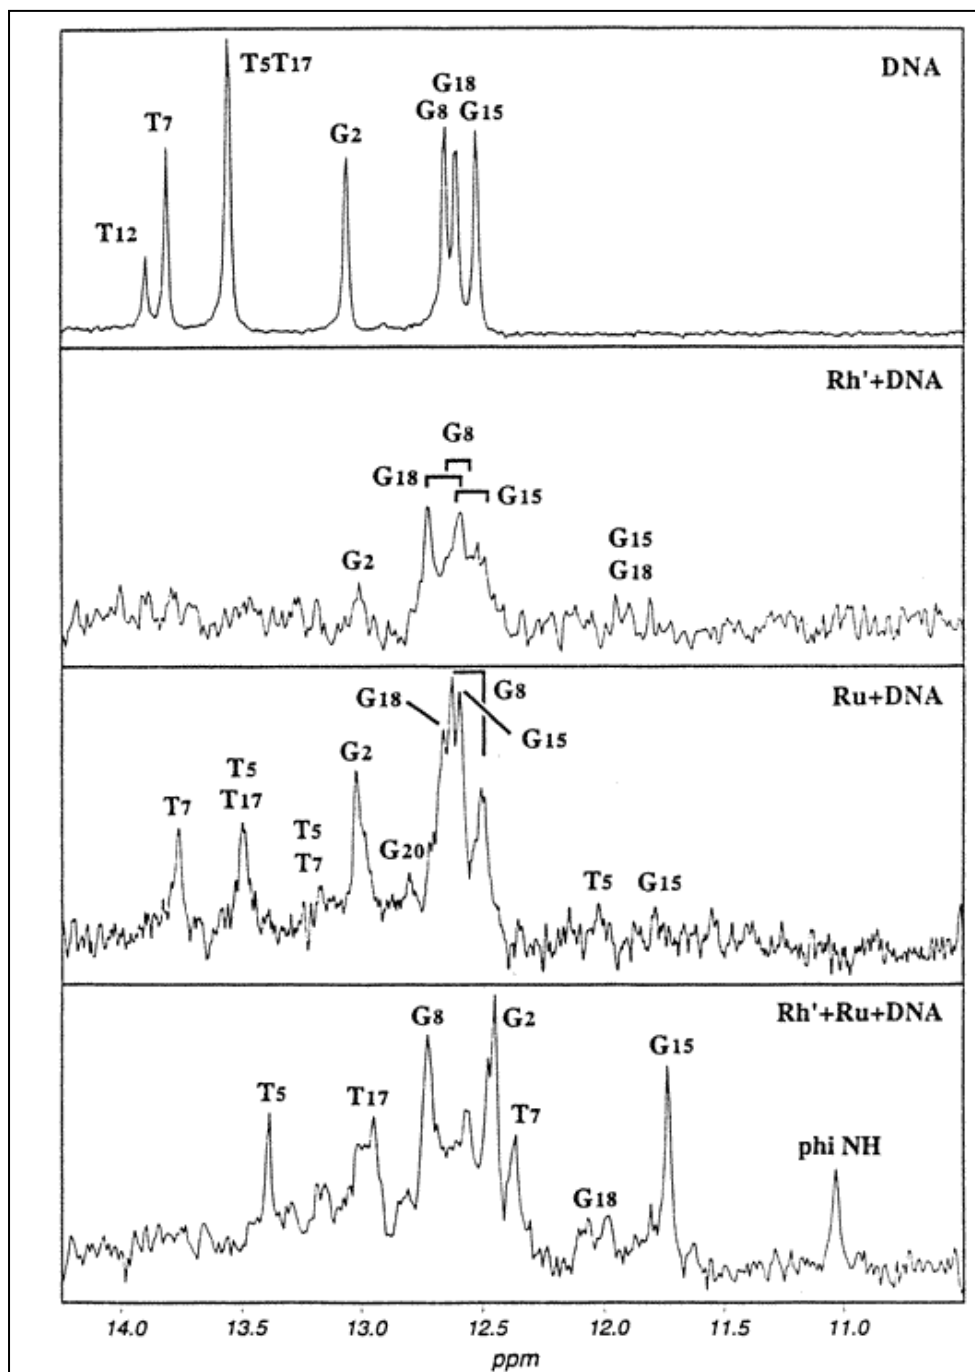 DNA
T5T17
G18
T7
G8
G15
G2
T12
Rh'+DNA
G8
G18
G15
G15
G2
G18
Ru+DNA
G8
G18
G15
G2
T5
T7
T17
T5
G20
T7
T5
G15
Rh'+Ru+DNA
G8
G2
G15
T5
T17
T7
phi NH
G18
14.0 13.5 13.0 12.5 12.0 11.5 11.0
ppm